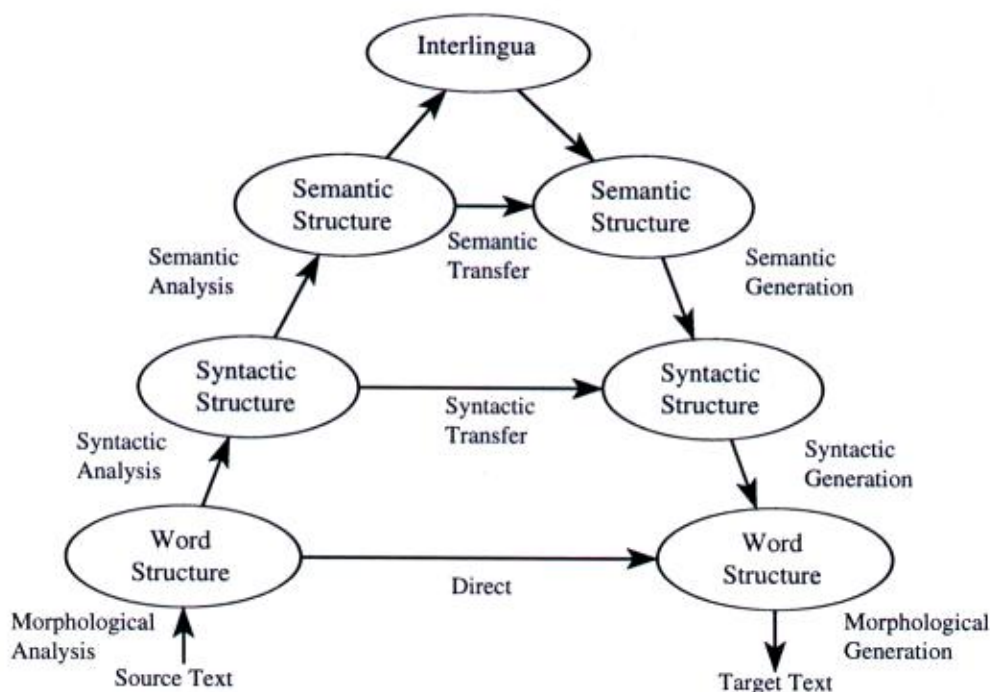 Interlingua
Semantic
Structure
Semantic
Structure
Semantic
Transfer
Semantic
Analysis
Semantic
Generation
Syntactic
Structure
Syntactic
Structure
Syntactic
Transfer
Syntactic
Analysis
Syntactic
Generation
Word
Structure
Word
Structure
Direct
Morphological
Analysis
Morphological
Generation
Source Text
Target Text